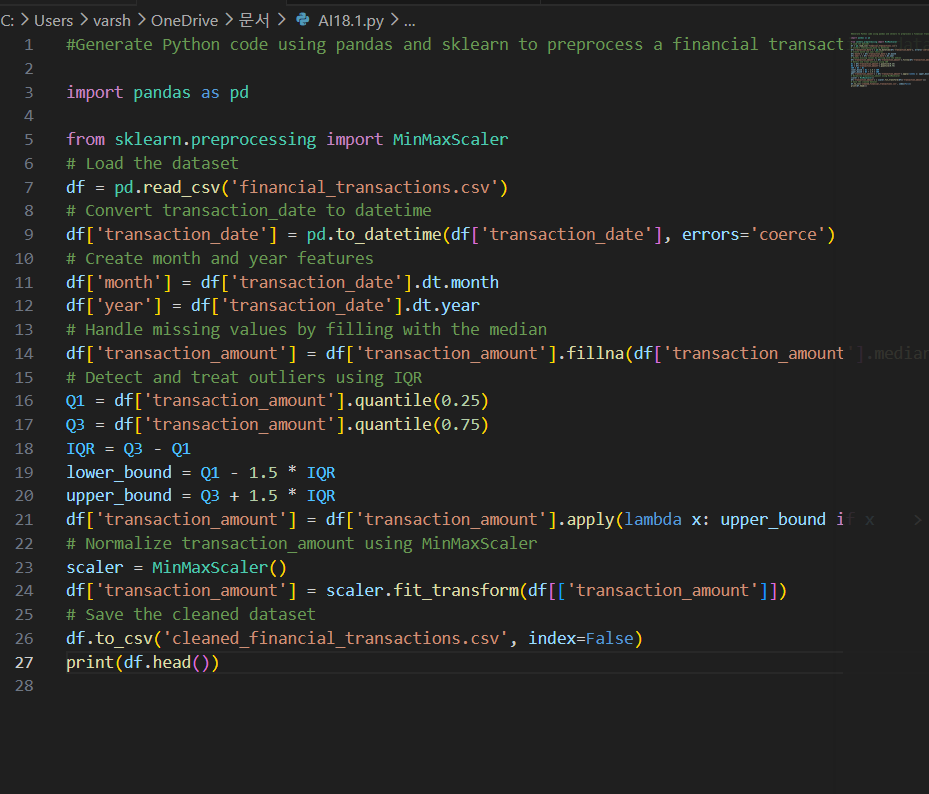 C: > Users > varsh > OneDrive > 문서 > AI18.1.py > ...
1 #Generate Python code using pandas and sklearn to preprocess a financial transact
2
3 import pandas as pd
4
5 from sklearn.preprocessing import MinMaxScaler
6 # Load the dataset
7 df = pd.read_csv('financial_transactions.csv')
8 # Convert transaction_date to datetime
9 df['transaction_date'] = pd.to_datetime(df['transaction_date'], errors='coerce')
10 # Create month and year features
11 df['month'] = df['transaction_date'].dt.month
12 df['year'] = df['transaction_date'].dt.year
13 # Handle missing values by filling with the median
14 df['transaction_amount'] = df['transaction_amount'].fillna(df['transaction_amount'].median
15 # Detect and treat outliers using IQR
16 Q1 = df['transaction_amount'].quantile(0.25)
17 Q3 = df['transaction_amount'].quantile(0.75)
18 IQR = Q3 - Q1
19 lower_bound = Q1 - 1.5 * IQR
20 upper_bound = Q3 + 1.5 * IQR
21 df['transaction_amount'] = df['transaction_amount'].apply(lambda x: upper_bound if x >
22 # Normalize transaction_amount using MinMaxScaler
23 scaler = MinMaxScaler()
24 df['transaction_amount'] = scaler.fit_transform(df[['transaction_amount']])
25 # Save the cleaned dataset
26 df.to_csv('cleaned_financial_transactions.csv', index=False)
27 print(df.head())
28